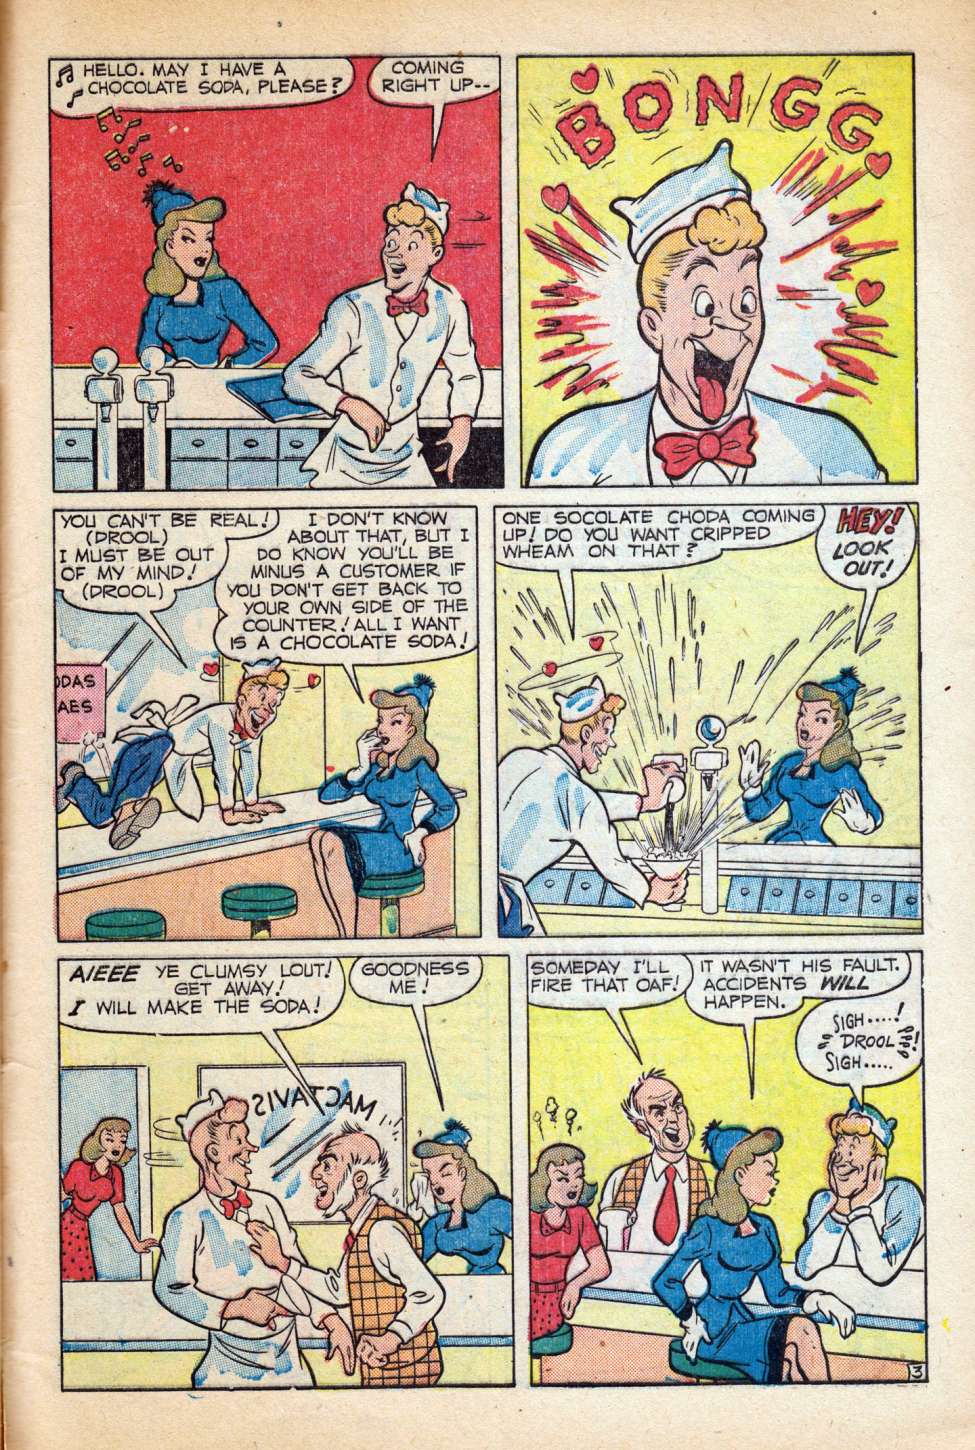 HELLO. MAY I HAVE A
CHOCOLATE SODA, PLEASE?
COMING
RIGHT UP--
BONGG
YOU CAN'T BE REAL!
(DROOL)
I MUST BE OUT
OF MY MIND!
(DROOL)
I DON'T KNOW
ABOUT THAT, BUT I
DO KNOW YOU'LL BE
MINUS A CUSTOMER IF
YOU DON'T GET BACK TO
YOUR OWN SIDE OF THE
COUNTER! ALL I WANT
IS A CHOCOLATE SODA!
ODAS
AES
ONE SOCOLATE CHODA COMING
UP! DO YOU WANT CRIPPED
WHEAM ON THAT?
HEY!
LOOK
OUT!
AIEEE YE CLUMSY LOUT!
GET AWAY!
I WILL MAKE THE SODA!
GOODNESS
ME!
MACTAVIS
SOMEDAY I'LL
FIRE THAT OAF!
IT WASN'T HIS FAULT.
ACCIDENTS WILL
HAPPEN.
SIGH....!
DROOL!
SIGH.....
3